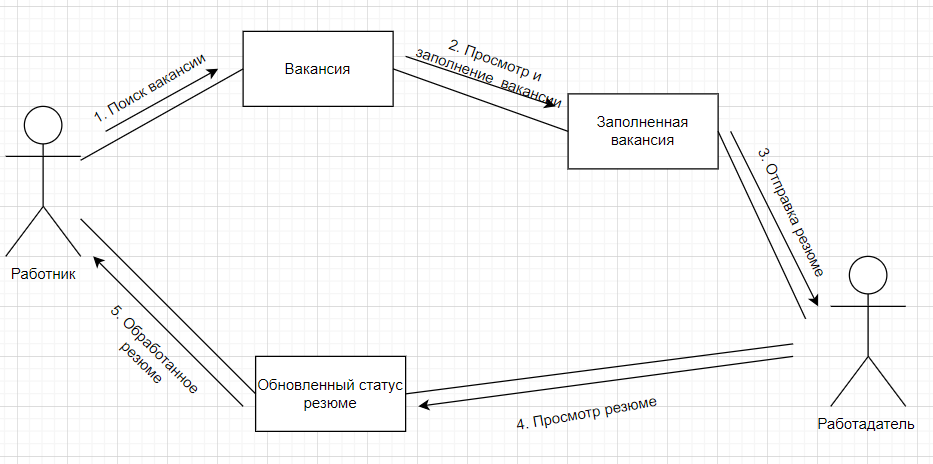 1. Поиск вакансии
Вакансия
2. Просмотр и
заполнение вакансии
Заполненная
вакансия
3. Отправка резюме
Работник
Работадатель
4. Просмотр резюме
Обновленный статус
резюме
5. Обработанное
резюме